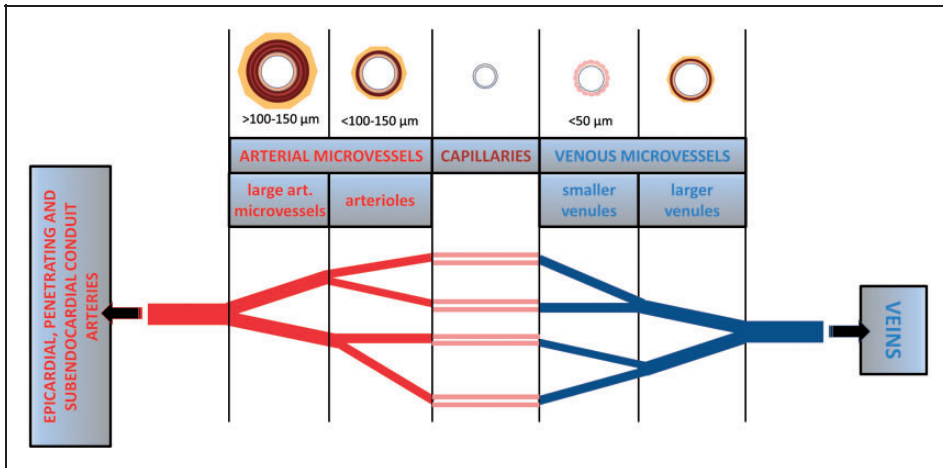 >100-150 µm
<100-150 µm
<50 µm
ARTERIAL MICROVESSELS
CAPILLARIES
VENOUS MICROVESSELS
large art.
microvessels
arterioles
smaller
venules
larger
venules
EPICARDIAL, PENETRATING AND
SUBENDOCARDIAL CONDUIT
ARTERIES
VEINS